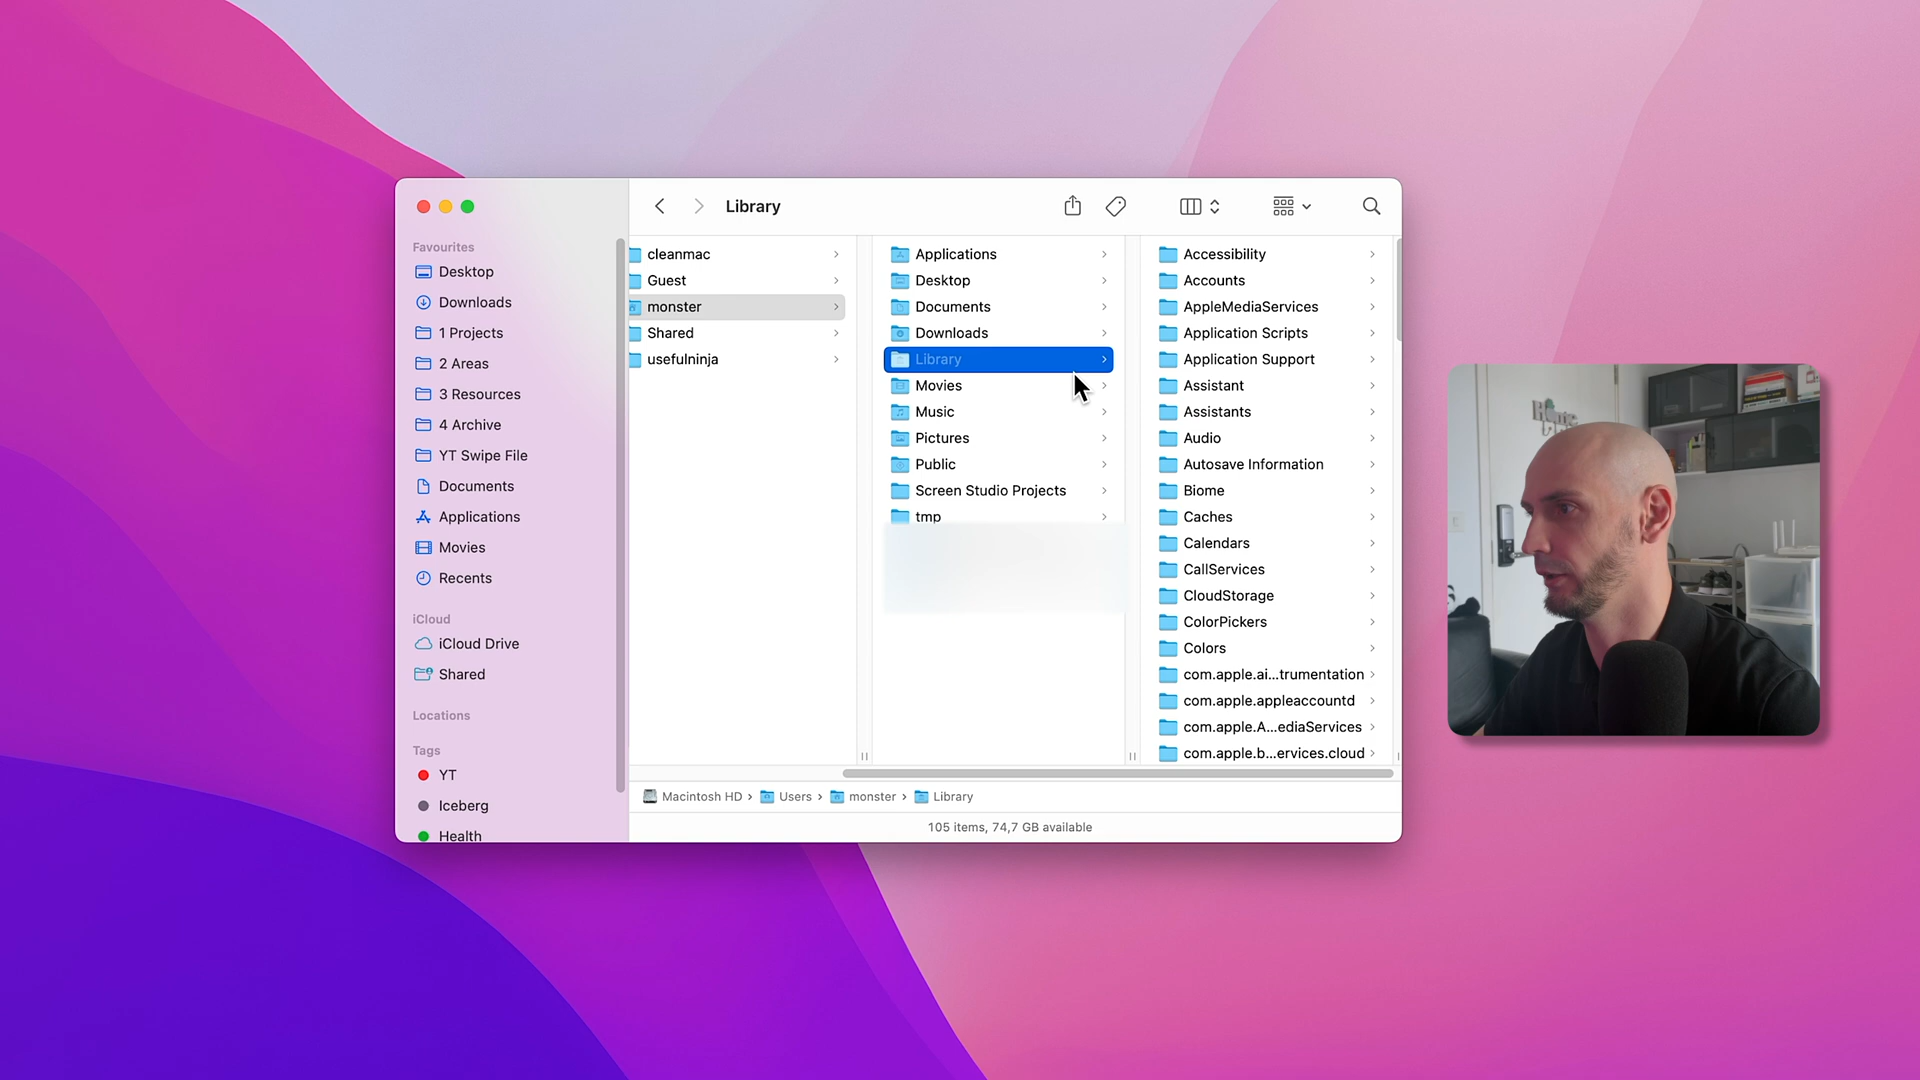 Library
Favourites
Desktop
Downloads
1 Projects
2 Areas
3 Resources
4 Archive
YT Swipe File
Documents
Applications
Movies
Recents
iCloud
iCloud Drive
Shared
Locations
Tags
YT
Iceberg
Health
cleanmac
Guest
monster
Shared
usefulninja
Applications
Desktop
Documents
Downloads
Library
Movies
Music
Pictures
Public
Screen Studio Projects
tmp
Accessibility
Accounts
AppleMediaServices
Application Scripts
Application Support
Assistant
Assistants
Audio
Autosave Information
Biome
Caches
Calendars
CallServices
CloudStorage
ColorPickers
Colors
com.apple.ai...trumentation
com.apple.appleaccountd
com.apple.A...ediaServices
com.apple.b...ervices.cloud
Macintosh HD › Users › monster › Library
105 items, 74,7 GB available
Home